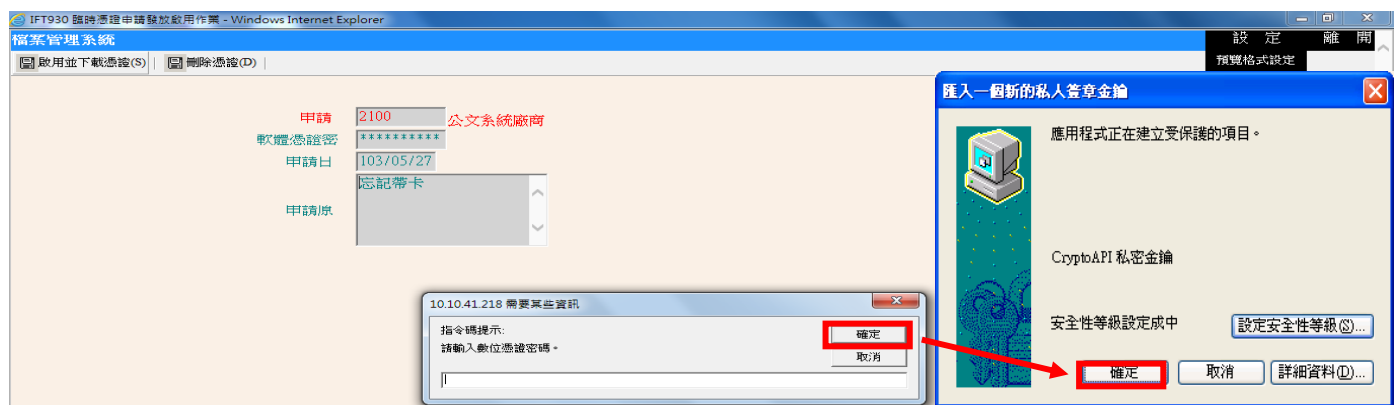 IFT930 臨時憑證申請發放啟用作業 - Windows Internet Explorer
檔案管理系統
設 定 離 開
啟用並下載憑證(S) 刪除憑證(D)
預覽格式設定
申請 2100 公文系統廠商
軟體憑證密 **********
申請日 103/05/27
申請原 忘記帶卡
10.10.41.218 需要某些資訊
指令碼提示:
請輸入數位憑證密碼。
確定
取消
匯入一個新的私人簽章金鑰
應用程式正在建立受保護的項目。
CryptoAPI 私密金鑰
安全性等級設定成中 設定安全性等級(S)...
確定 取消 詳細資料(D)...